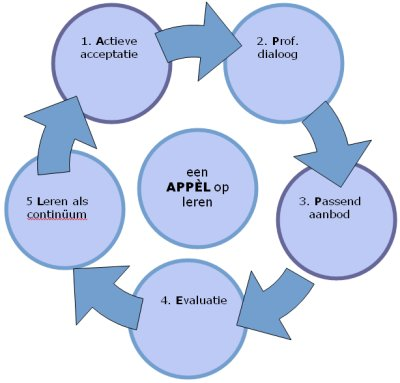 1. Actieve
acceptatie
2. Prof.
dialoog
3. Passend
aanbod
4. Evaluatie
5 Leren als
continüum
een
APPÈL op
leren